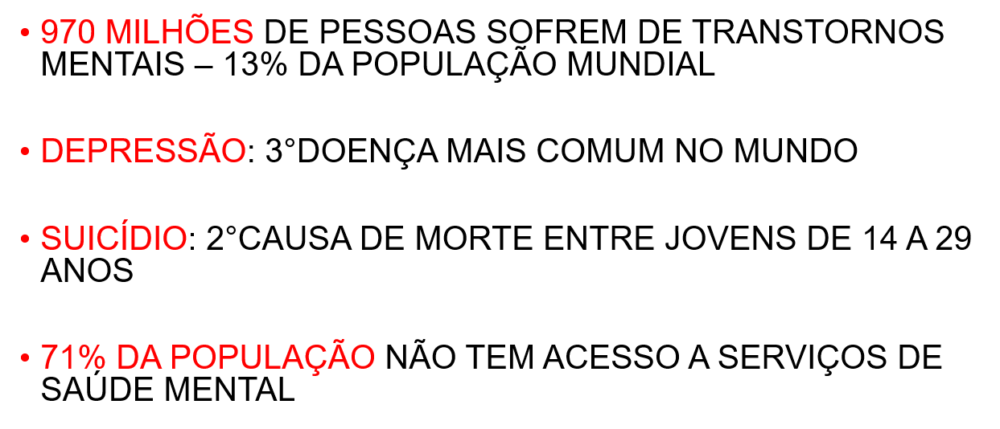 • 970 MILHÕES DE PESSOAS SOFREM DE TRANSTORNOS
MENTAIS – 13% DA POPULAÇÃO MUNDIAL
• DEPRESSÃO: 3°DOENÇA MAIS COMUM NO MUNDO
• SUICÍDIO: 2°CAUSA DE MORTE ENTRE JOVENS DE 14 A 29
ANOS
• 71% DA POPULAÇÃO NÃO TEM ACESSO A SERVIÇOS DE
SAÚDE MENTAL